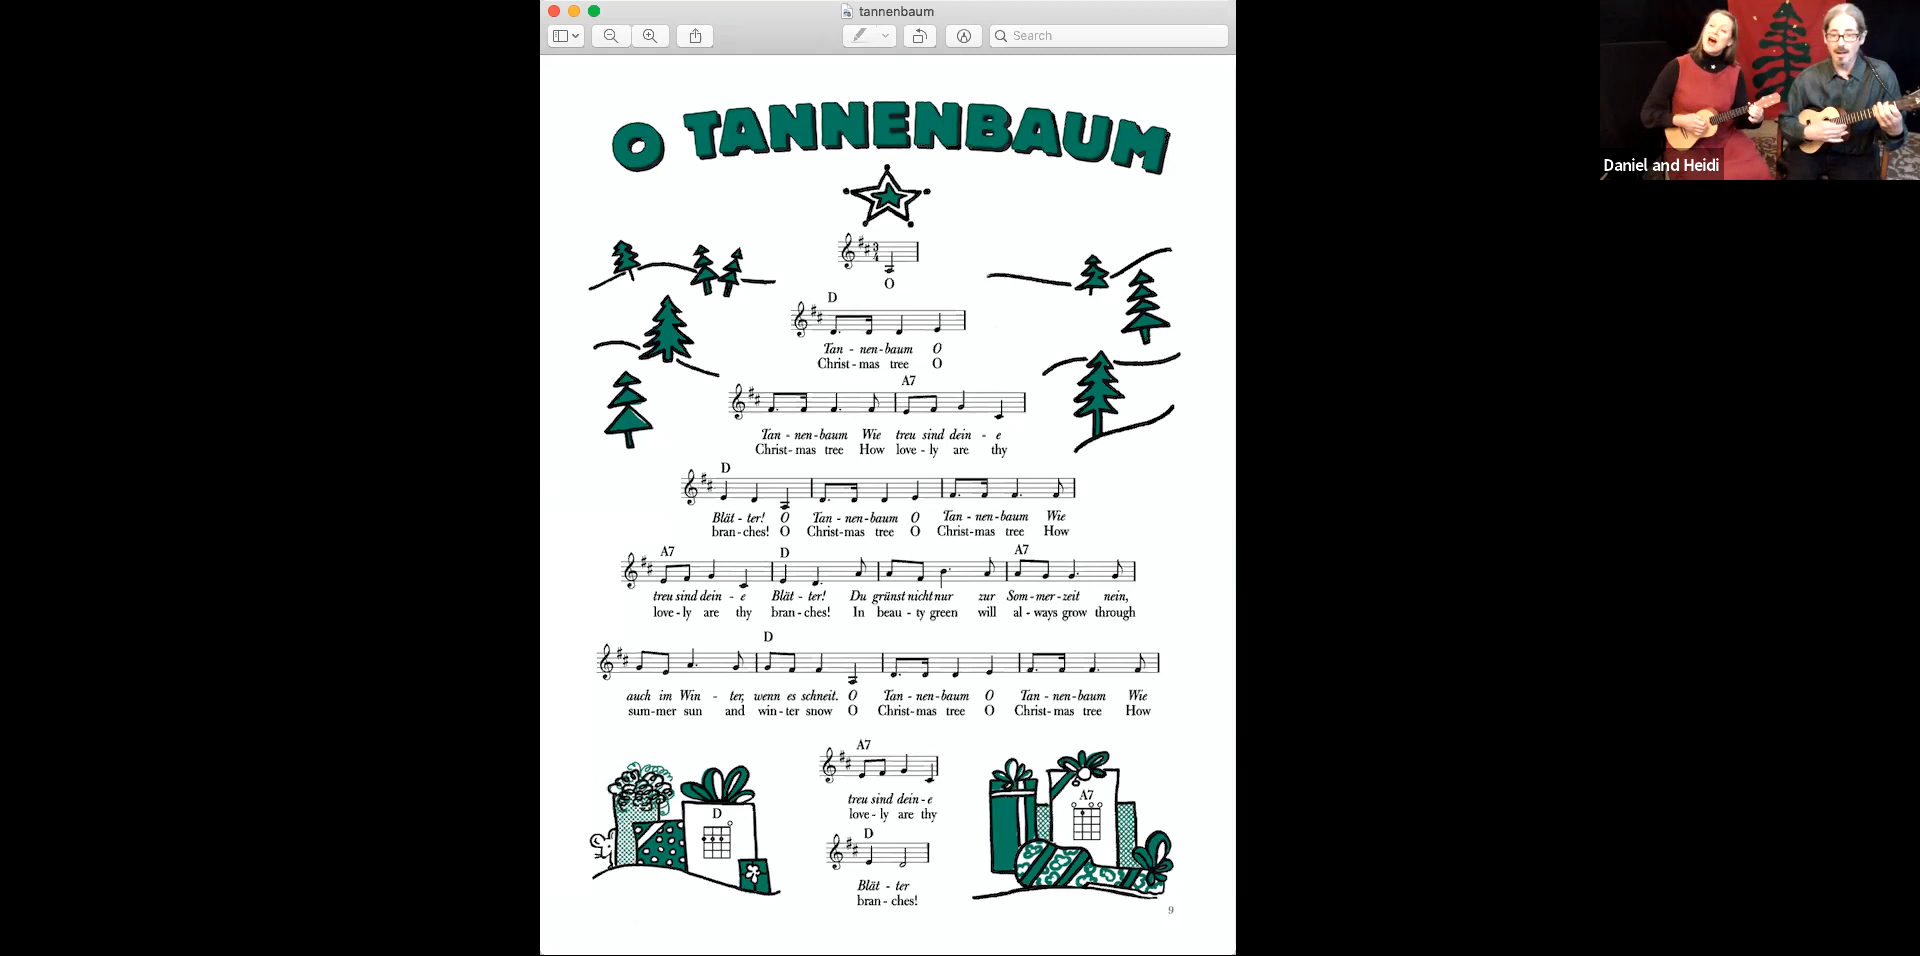 tannenbaum
Search
Daniel and Heidi
O TANNENBAUM
O
D
Tan - nen - baum O
Christ - mas tree O
A7
Tan - nen - baum Wie treu sind dein - e
Christ - mas tree How love - ly are thy
D
Blät - ter! O Tan - nen - baum O Tan - nen - baum Wie
bran - ches! O Christ - mas tree O Christ - mas tree How
A7 D A7
treu sind dein - e Blät - ter! Du grünst nicht nur zur Som - mer - zeit nein,
love - ly are thy bran - ches! In beau - ty green will al - ways grow through
D
auch im Win - ter, wenn es schneit. O Tan - nen - baum O Tan - nen - baum Wie
sum - mer sun and win - ter snow O Christ - mas tree O Christ - mas tree How
A7
treu sind dein - e
love - ly are thy
D
Blät - ter
bran - ches!
D
A7
9